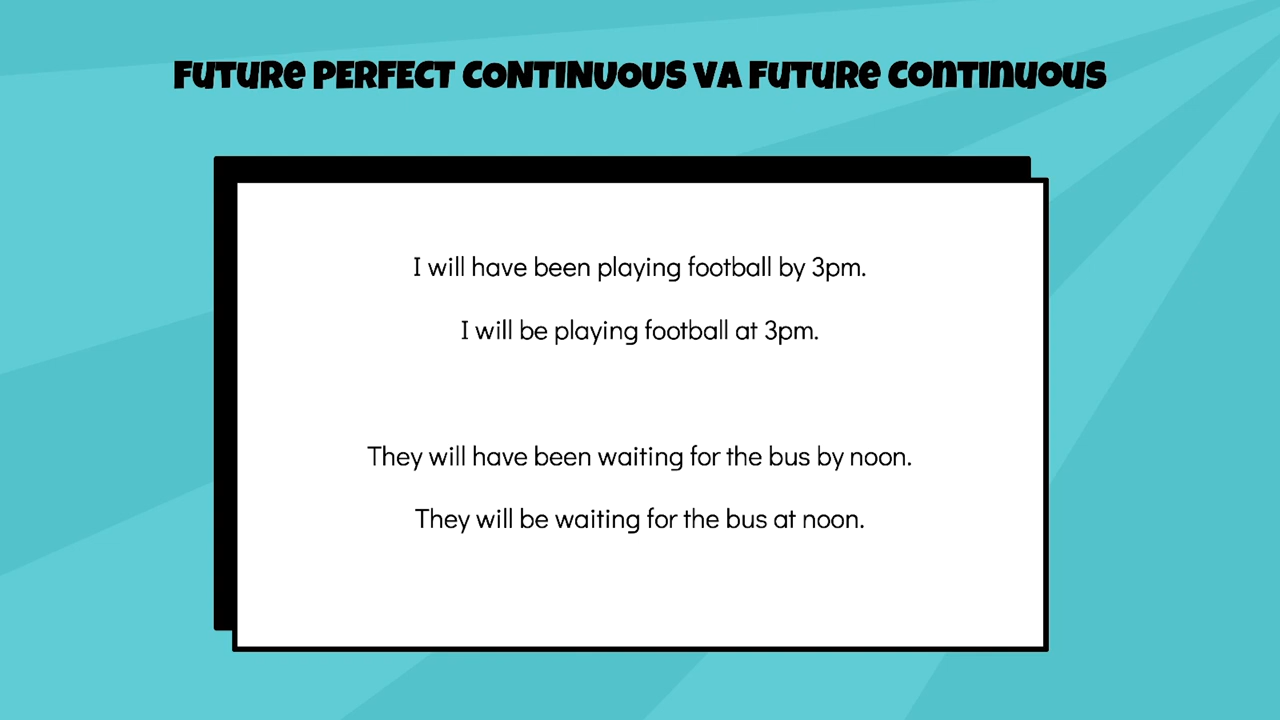 Future PERFECT CONTINUOUS VA Future Continuous
I will have been playing football by 3pm.
I will be playing football at 3pm.
They will have been waiting for the bus by noon.
They will be waiting for the bus at noon.